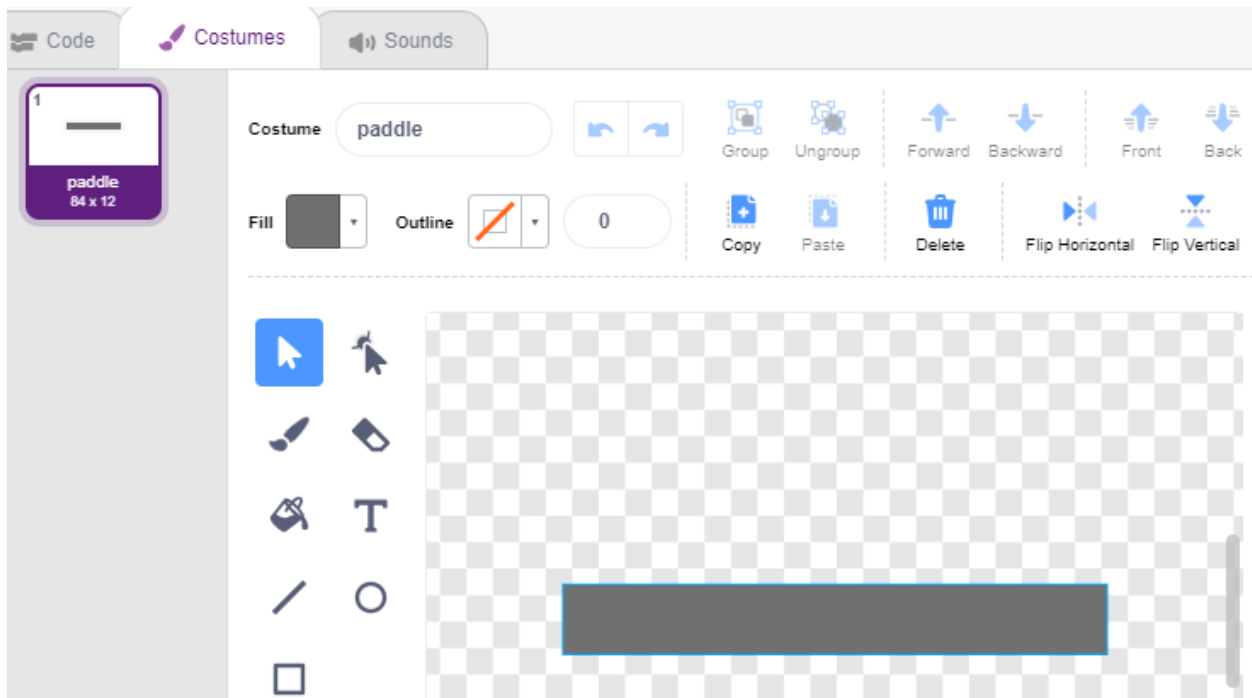 Code Costumes Sounds
1
paddle
84 x 12
Costume paddle
Group Ungroup Forward Backward Front Back
Fill Outline 0
Copy Paste Delete Flip Horizontal Flip Vertical
T